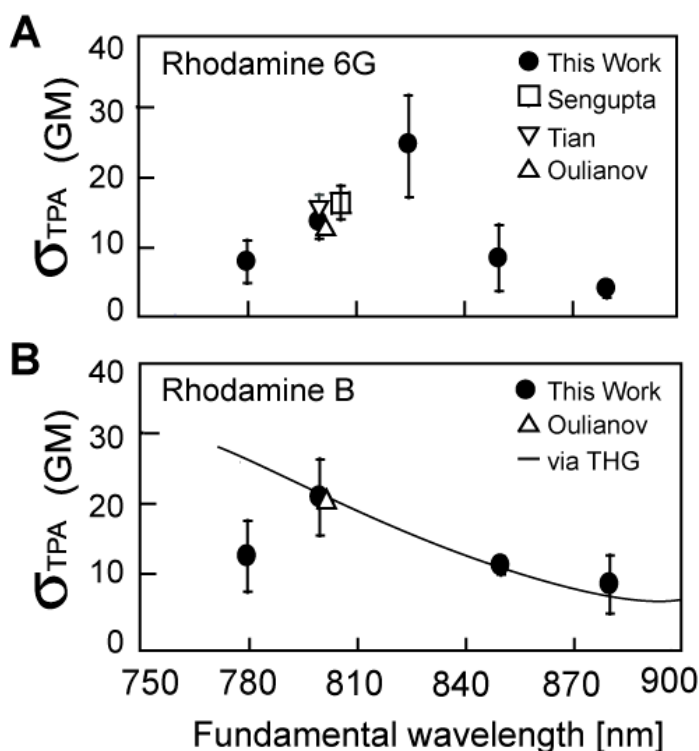 A
Rhodamine 6G
This Work
Sengupta
Tian
Oulianov
40
30
20
10
0
σTPA (GM)
B
Rhodamine B
This Work
Oulianov
via THG
40
30
20
10
0
σTPA (GM)
750 780 810 840 870 900
Fundamental wavelength [nm]